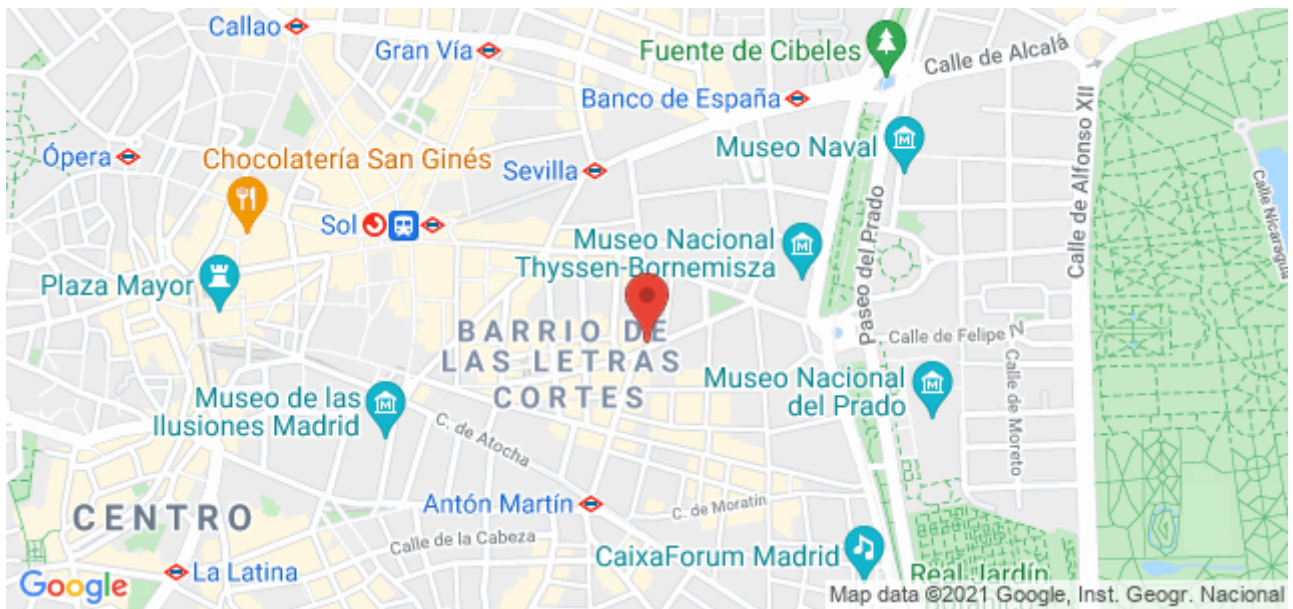 Callao
Gran Vía
Fuente de Cibeles
Calle de Alcalá
Banco de España
Ópera
Chocolatería San Ginés
Sevilla
Museo Naval
Calle de Alfonso XII
Calle Nicaragua
Sol
Museo Nacional
Thyssen-Bornemisza
Paseo del Prado
Plaza Mayor
BARRIO DE
LAS LETRAS
CORTES
Calle de Felipe
Calle de Moreto
Museo Nacional
del Prado
Museo de las
Ilusiones Madrid
C. de Atocha
Antón Martín
C. de Moratín
CENTRO
Calle de la Cabeza
CaixaForum Madrid
La Latina
Real Jardín
Google
Map data ©2021 Google, Inst. Geogr. Nacional